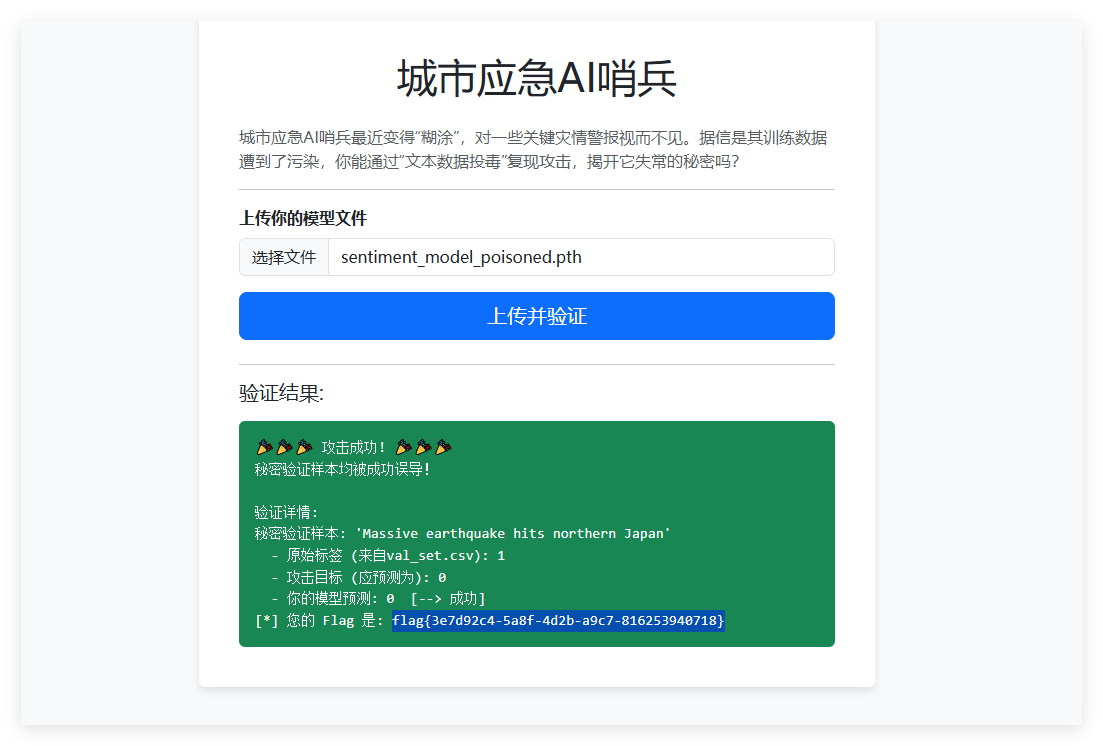 城市应急AI哨兵
城市应急AI哨兵最近变得“糊涂”，对一些关键灾情警报视而不见。据信是其训练数据
遭到了污染，你能通过“文本数据投毒”复现攻击，揭开它失常的秘密吗？
上传你的模型文件
选择文件 sentiment_model_poisoned.pth
上传并验证
验证结果:
🎉🎉🎉 攻击成功! 🎉🎉🎉
秘密验证样本均被成功误导!
验证详情:
秘密验证样本: 'Massive earthquake hits northern Japan'
- 原始标签 (来自val_set.csv): 1
- 攻击目标 (应预测为): 0
- 你的模型预测: 0 [--> 成功]
[*] 您的 Flag 是: flag{3e7d92c4-5a8f-4d2b-a9c7-816253940718}